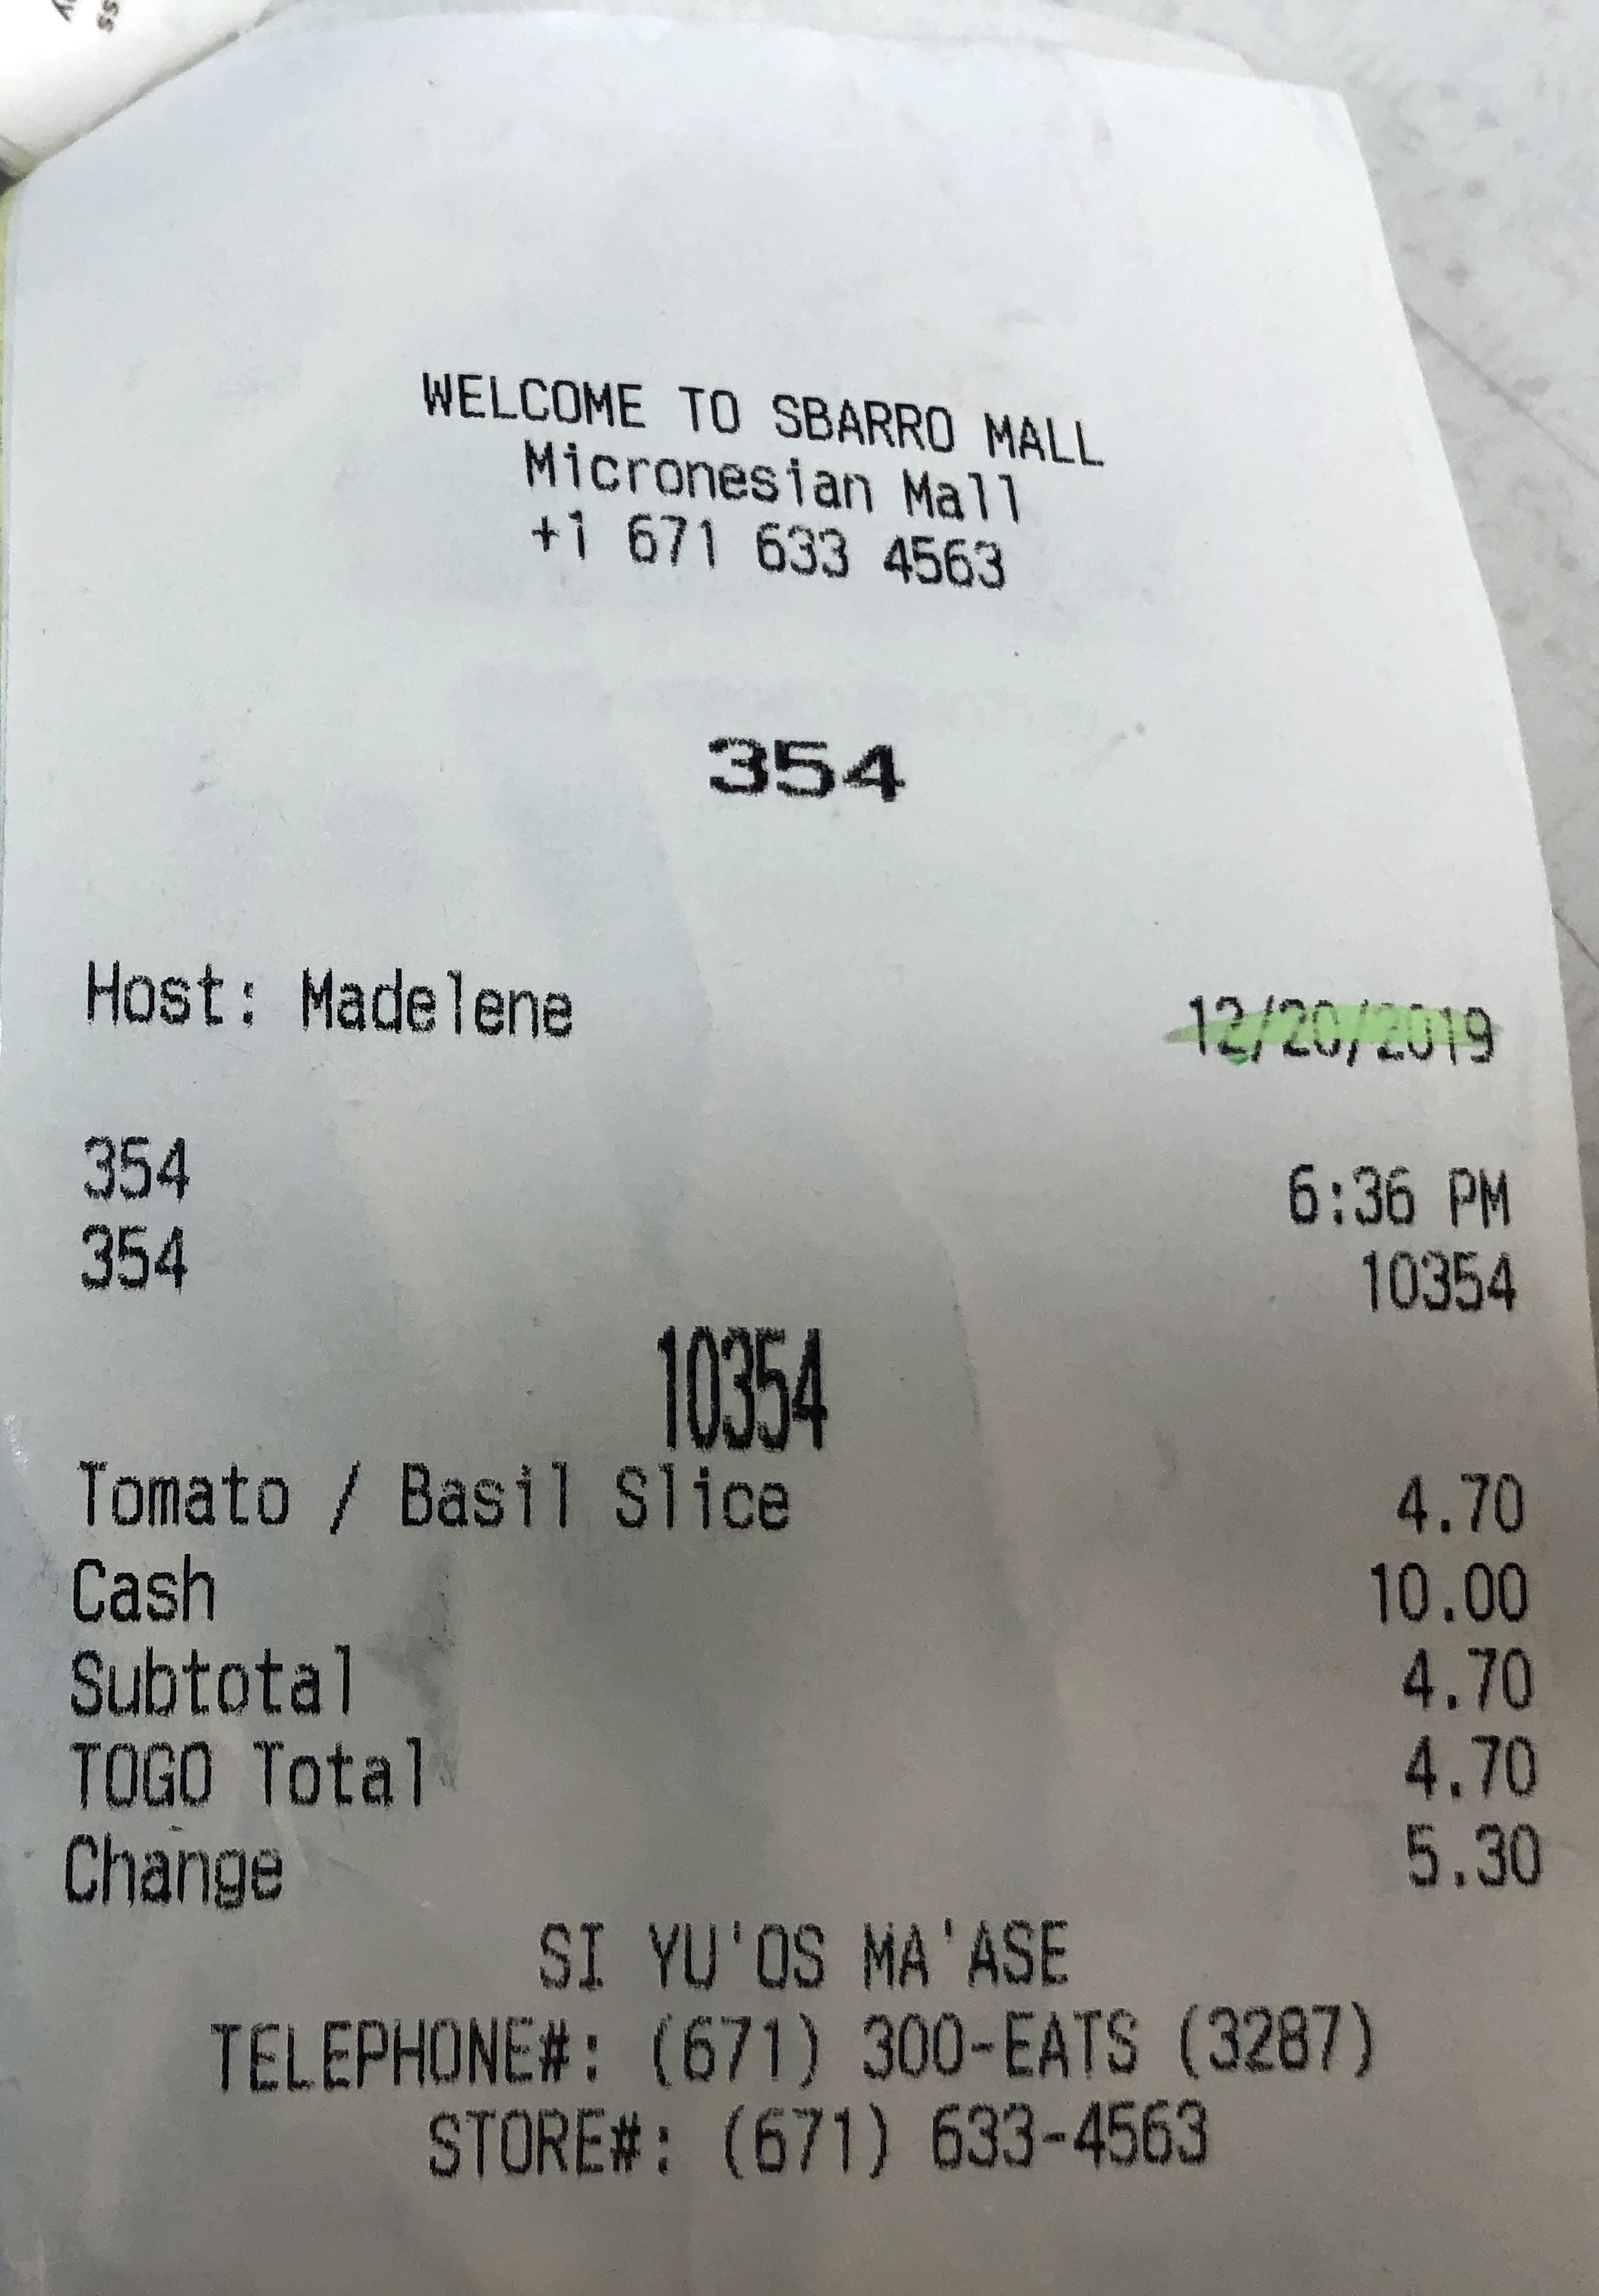 WELCOME TO SBARRO MALL
Micronesian Mall
+1 671 633 4563
354
Host: Madelene 12/20/2019
354 6:36 PM
354 10354
10354
Tomato / Basil Slice 4.70
Cash 10.00
Subtotal 4.70
TOGO Total 4.70
Change 5.30
SI YU'OS MA'ASE
TELEPHONE#: (671) 300-EATS (3287)
STORE#: (671) 633-4563